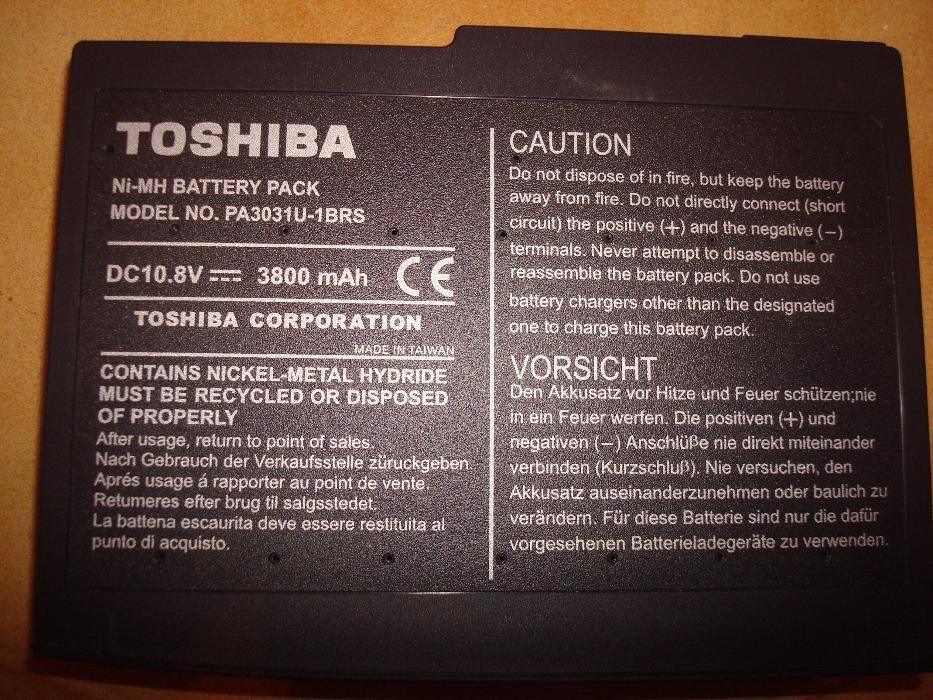 TOSHIBA
Ni-MH BATTERY PACK
MODEL NO. PA3031U-1BRS
DC10.8V ⎓ 3800 mAh CE
TOSHIBA CORPORATION
MADE IN TAIWAN
CONTAINS NICKEL-METAL HYDRIDE
MUST BE RECYCLED OR DISPOSED
OF PROPERLY
After usage, return to point of sales.
Nach Gebrauch der Verkaufsstelle zürückgeben.
Aprés usage á rapporter au point de vente.
Retumeres efter brug til salgsstedet.
La battena escaurita deve essere restituita al
punto di acquisto.
CAUTION
Do not dispose of in fire, but keep the battery
away from fire. Do not directly connect (short
circuit) the positive (+) and the negative (−)
terminals. Never attempt to disassemble or
reassemble the battery pack. Do not use
battery chargers other than the designated
one to charge this battery pack.
VORSICHT
Den Akkusatz vor Hitze und Feuer schützen;nie
in ein Feuer werfen. Die positiven (+) und
negativen (−) Anschlüße nie direkt miteinander
verbinden (Kurzschluß). Nie versuchen, den
Akkusatz auseinanderzunehmen oder baulich zu
verändern. Für diese Batterie sind nur die dafür
vorgesehenen Batterieladegeräte zu verwenden.